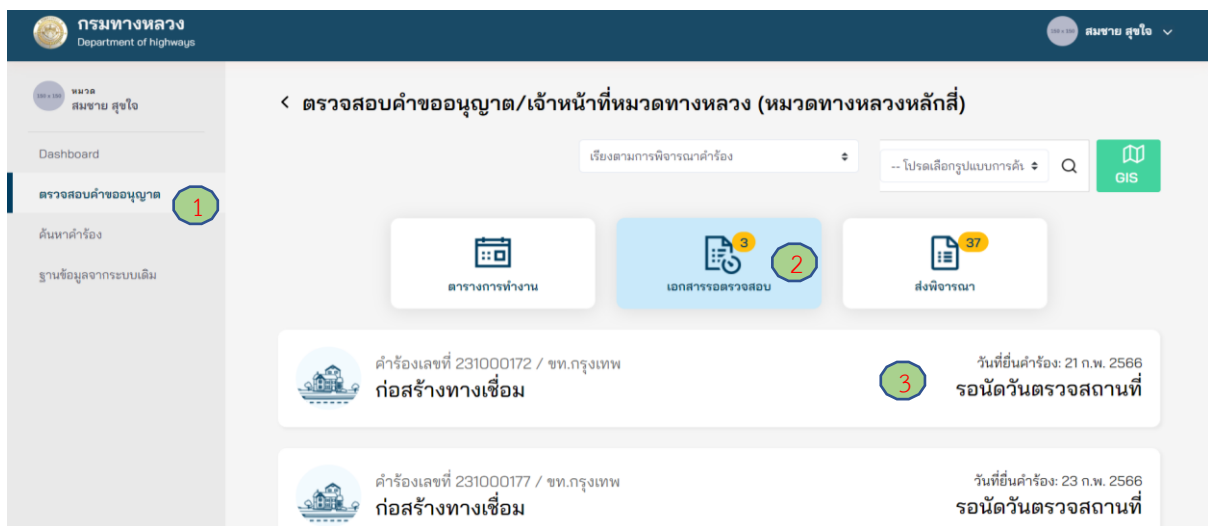 กรมทางหลวง
Department of highways
สมชาย สุขใจ
หมวด
สมชาย สุขใจ
Dashboard
ตรวจสอบคำขออนุญาต
1
ค้นหาคำร้อง
ฐานข้อมูลจากระบบเดิม
< ตรวจสอบคำขออนุญาต/เจ้าหน้าที่หมวดทางหลวง (หมวดทางหลวงหลักสี่)
เรียงตามการพิจารณาคำร้อง
-- โปรดเลือกรูปแบบการค้
GIS
ตารางการทำงาน
3
2
เอกสารรอตรวจสอบ
37
ส่งพิจารณา
คำร้องเลขที่ 231000172 / ขท.กรุงเทพ
ก่อสร้างทางเชื่อม
3
วันที่ยื่นคำร้อง: 21 ก.พ. 2566
รอนัดวันตรวจสถานที่
คำร้องเลขที่ 231000177 / ขท.กรุงเทพ
ก่อสร้างทางเชื่อม
วันที่ยื่นคำร้อง: 23 ก.พ. 2566
รอนัดวันตรวจสถานที่